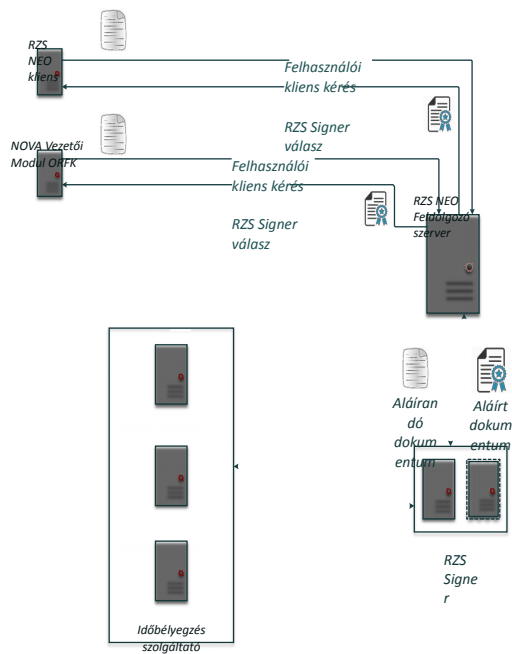 RZS
NEO
kliens
Felhasználói
kliens kérés
RZS Signer
válasz
NOVA Vezetői
Modul ORFK
Felhasználói
kliens kérés
RZS Signer
válasz
RZS NEO
Feldolgozó
szerver
Aláíran
dó
dokum
entum
Aláírt
dokum
entum
RZS
Signe
r
Időbélyegzés
szolgáltató